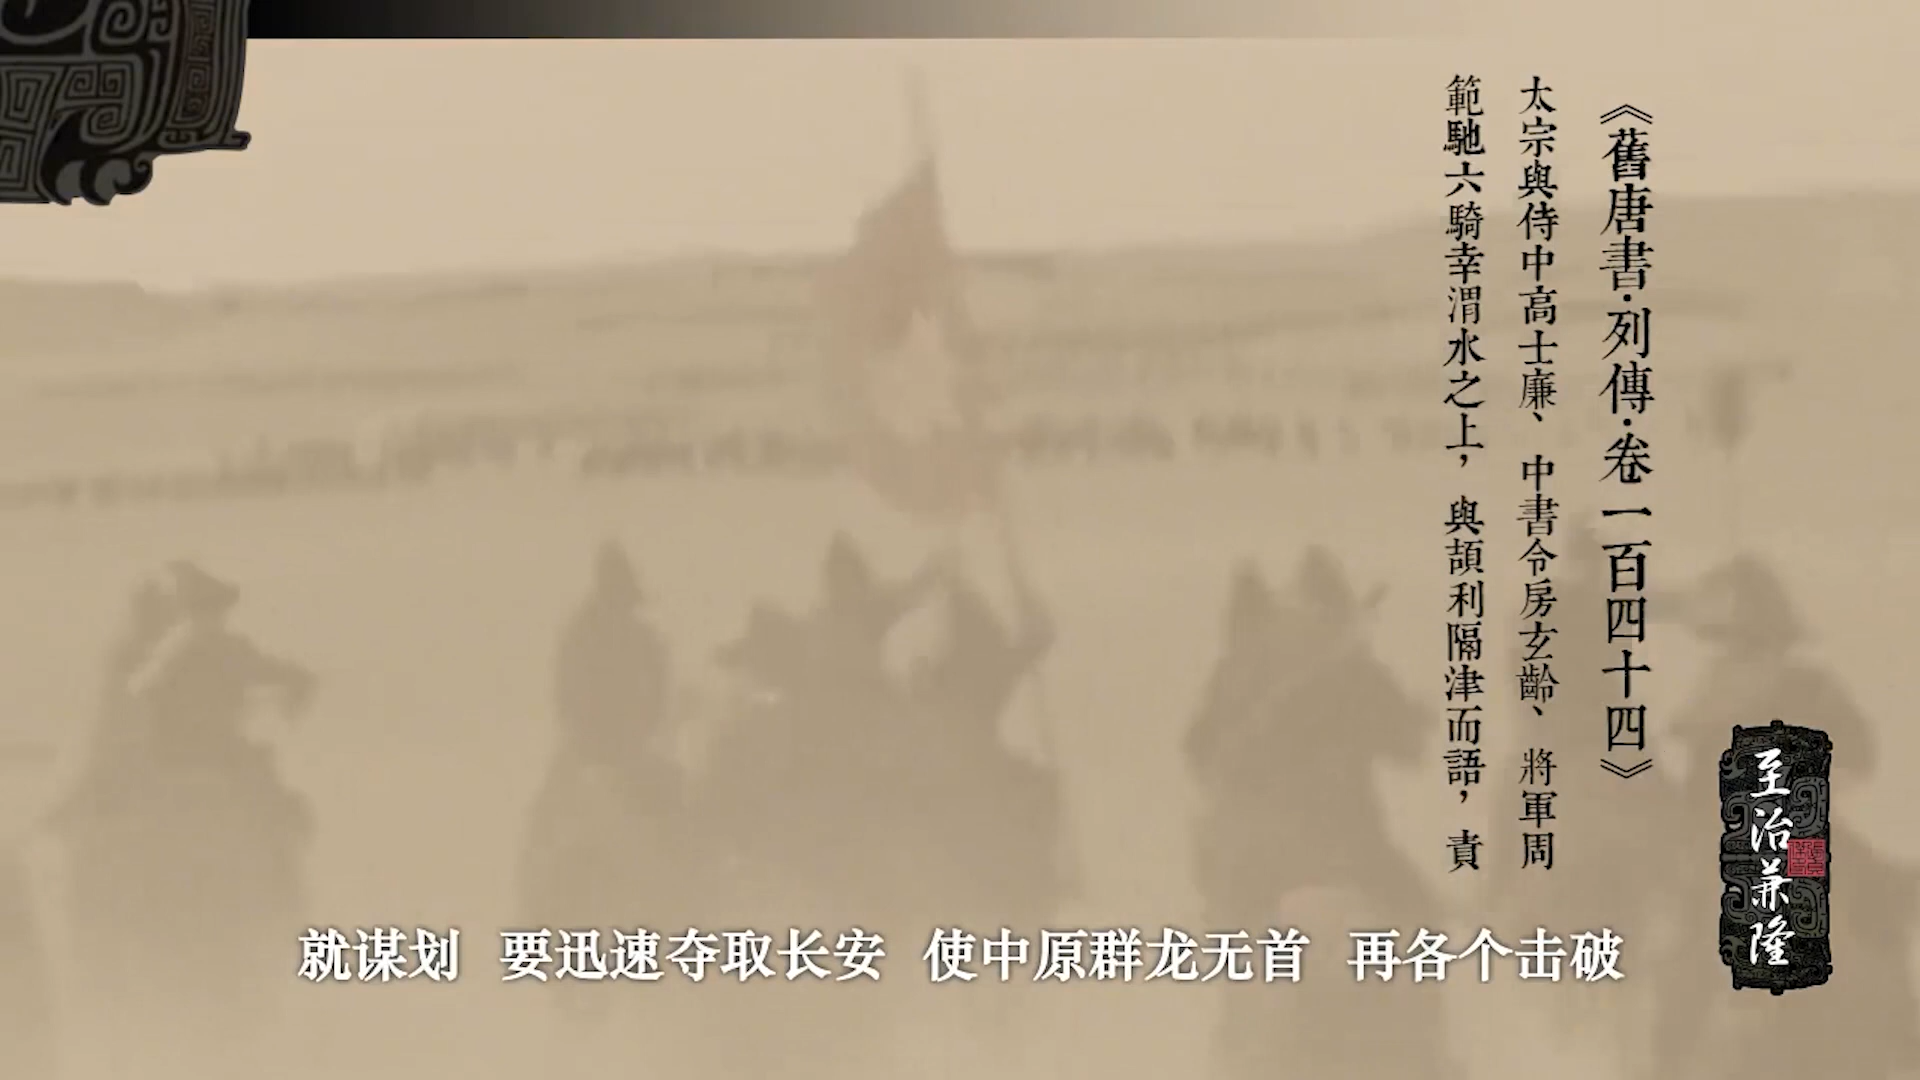 《舊唐書·列傳·卷一百四十四》
太宗與侍中高士廉、中書令房玄齡、將軍周
範馳六騎幸渭水之上，與頡利隔津而語，責
至治兼隆
就谋划 要迅速夺取长安 使中原群龙无首 再各个击破